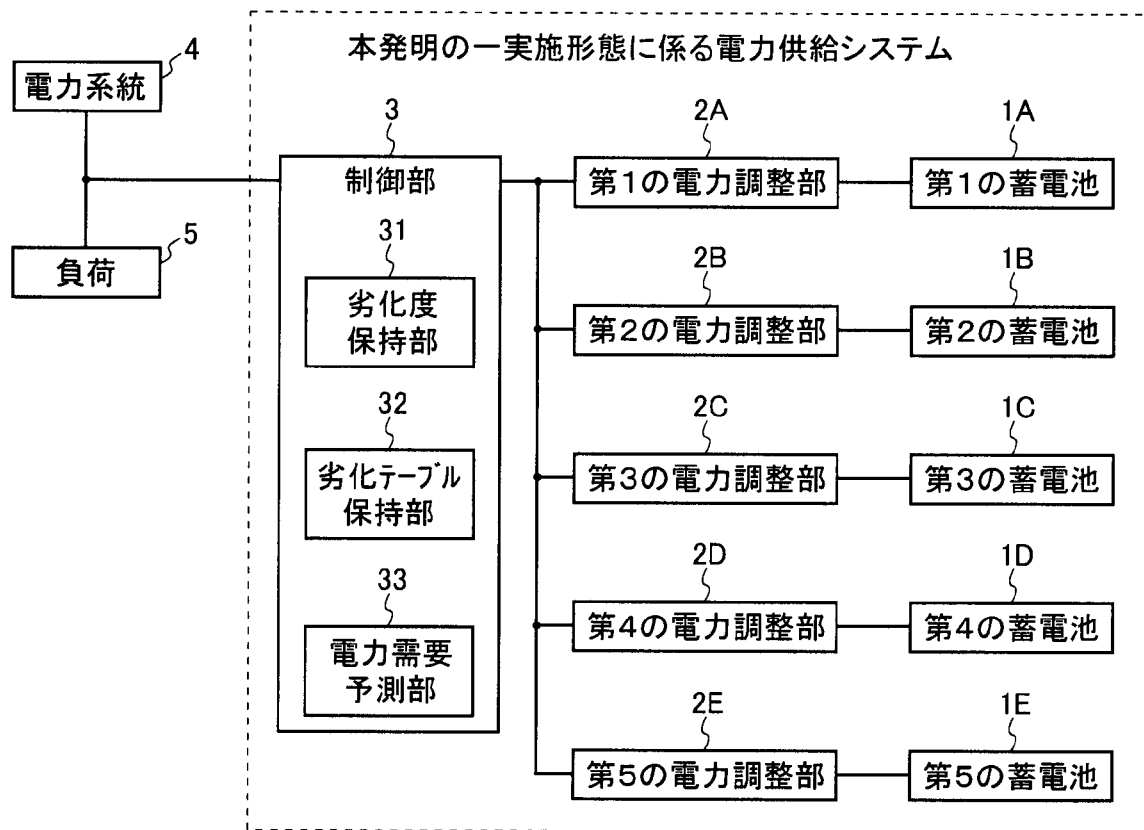 本発明の一実施形態に係る電力供給システム
4
電力系統
5
負荷
3
制御部
31
劣化度
保持部
32
劣化テーブル
保持部
33
電力需要
予測部
2A
第1の電力調整部
1A
第1の蓄電池
2B
第2の電力調整部
1B
第2の蓄電池
2C
第3の電力調整部
1C
第3の蓄電池
2D
第4の電力調整部
1D
第4の蓄電池
2E
第5の電力調整部
1E
第5の蓄電池